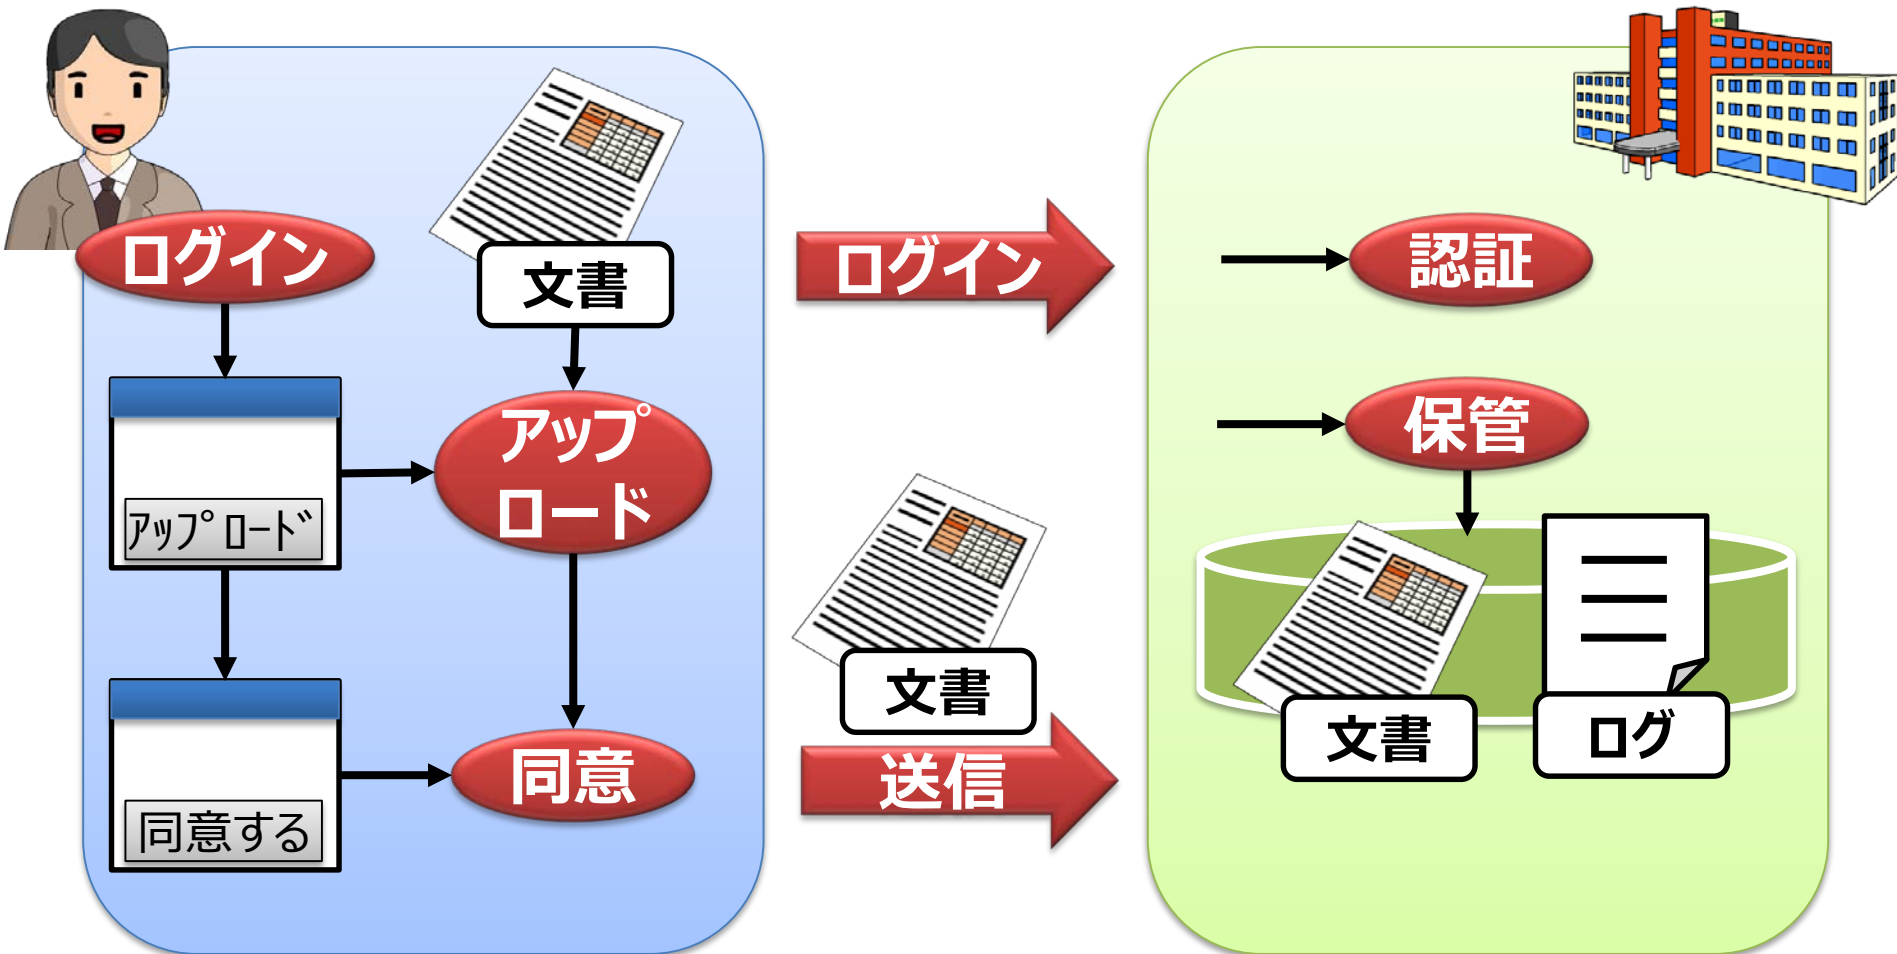 ログイン
文書
アップ
ロード
アップロード
同意
同意する
ログイン
文書
送信
認証
保管
文書
ログ